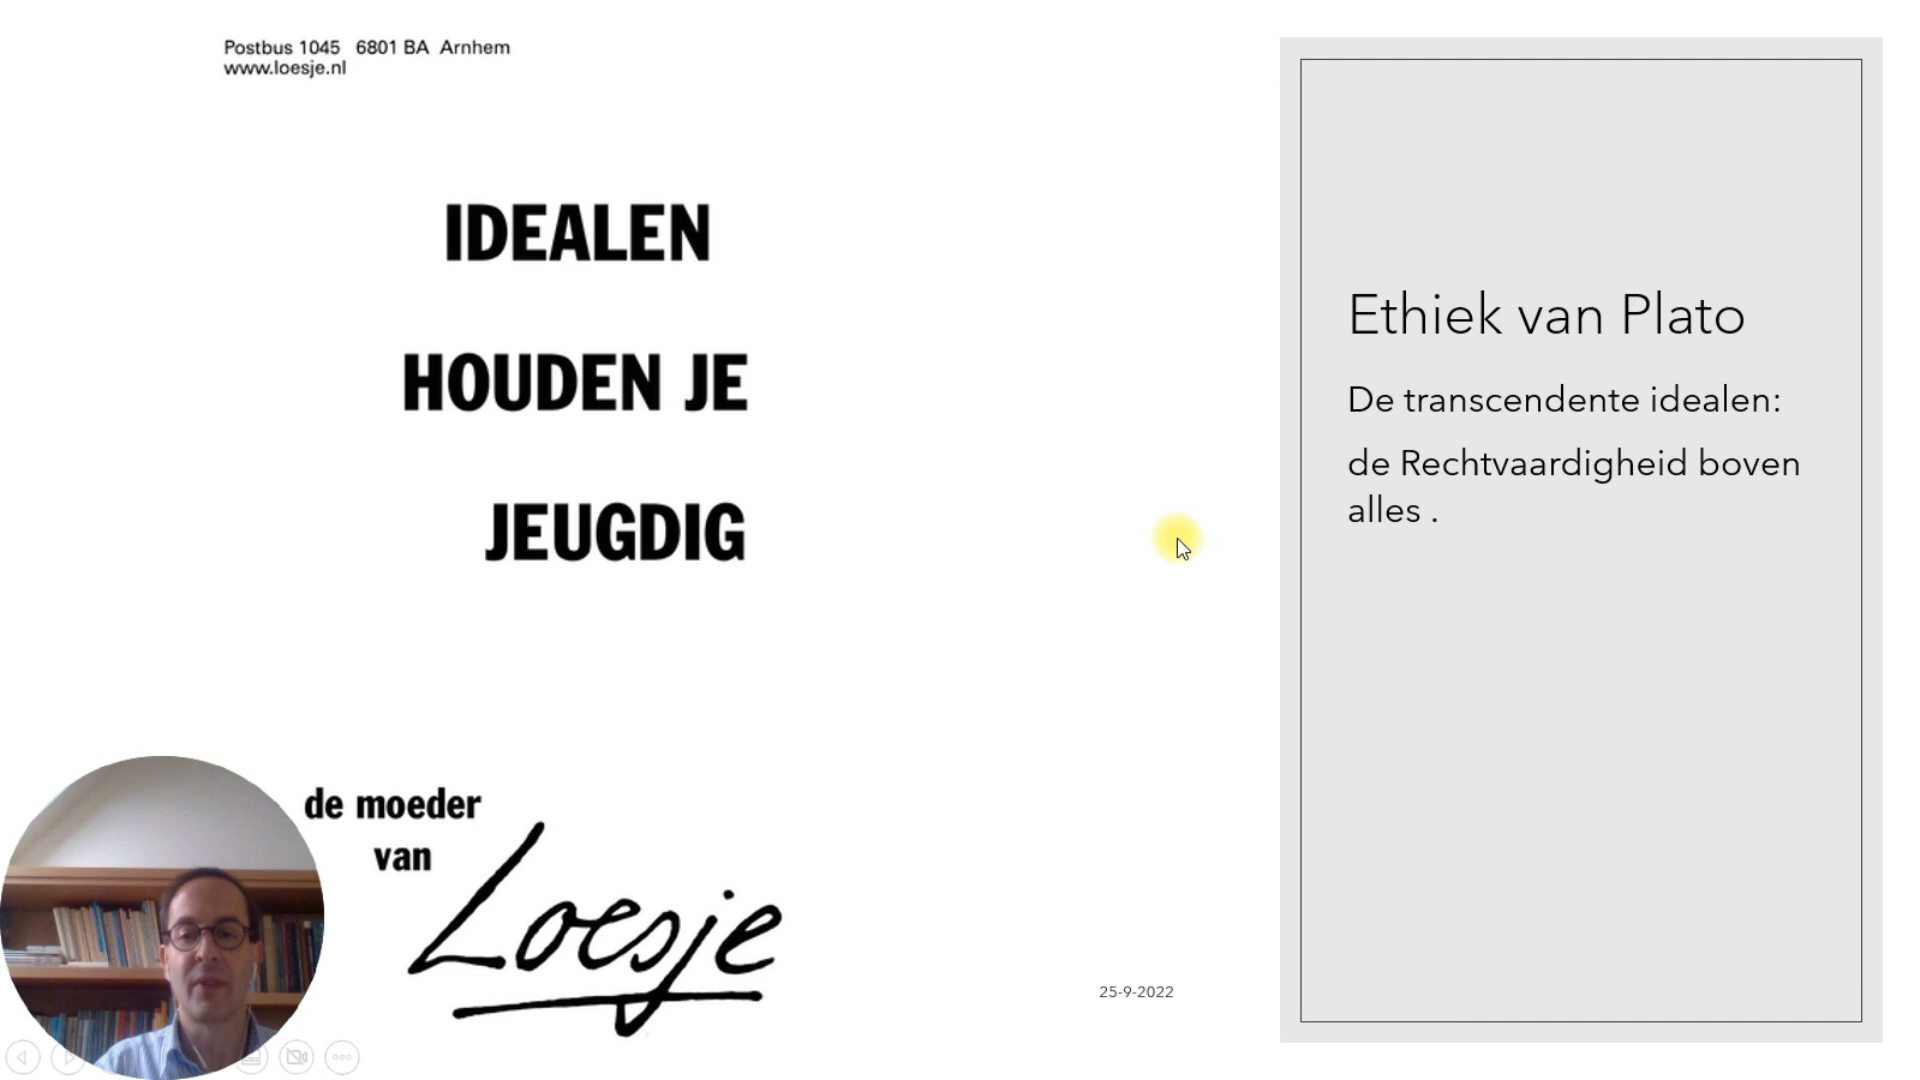 Postbus 1045 6801 BA Arnhem
www.loesje.nl
IDEALEN
HOUDEN JE
JEUGDIG
de moeder
van
Loesje
25-9-2022
Ethiek van Plato
De transcendente idealen:
de Rechtvaardigheid boven
alles .